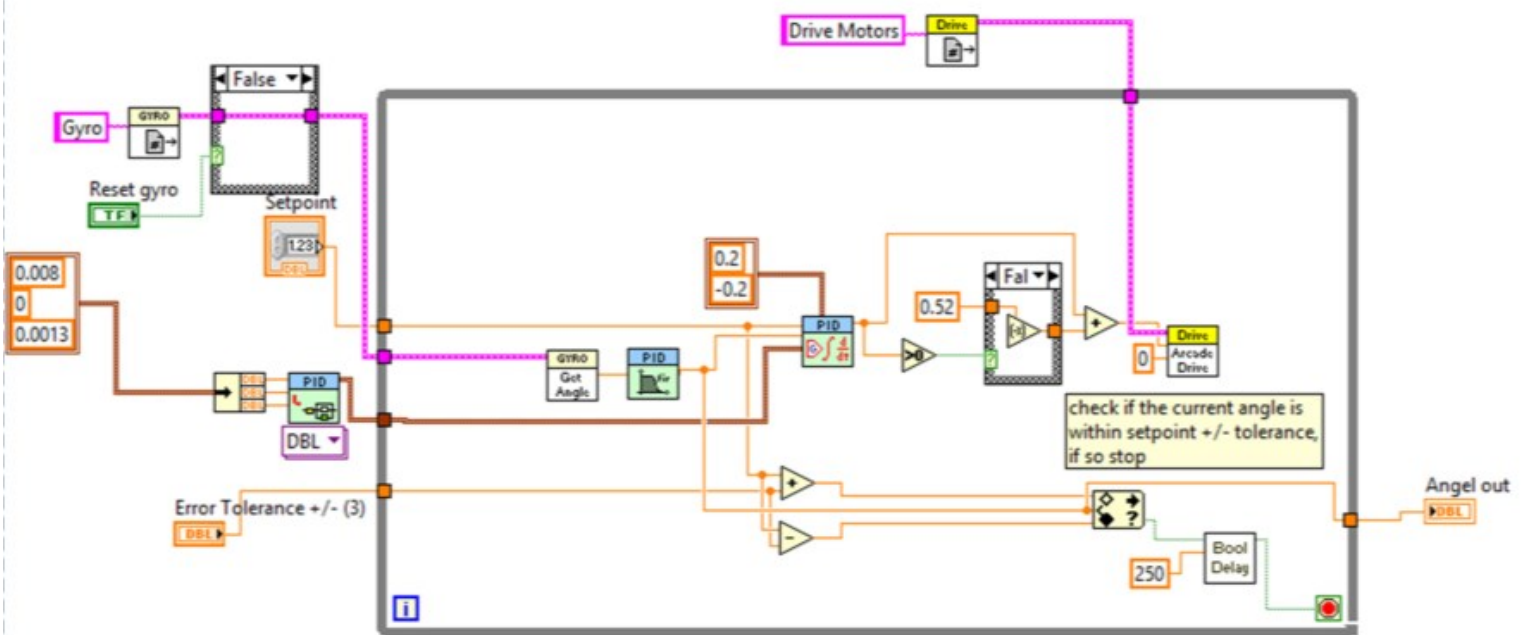 Drive Motors
Drive
False
GYRO
Gyro
Reset gyro
TF
Setpoint
1.23
DBL
0.008
0
0.0013
0.2
-0.2
PID
0.52
Fal
>0
+
Drive
Arcade
Drive
0
GYRO
Get
Angle
PID
DBL
DBL
DBL
PID
DBL
check if the current angle is
within setpoint +/- tolerance,
if so stop
Error Tolerance +/- (3)
DBL
+
-
?
Bool
Delay
250
Angel out
DBL
i